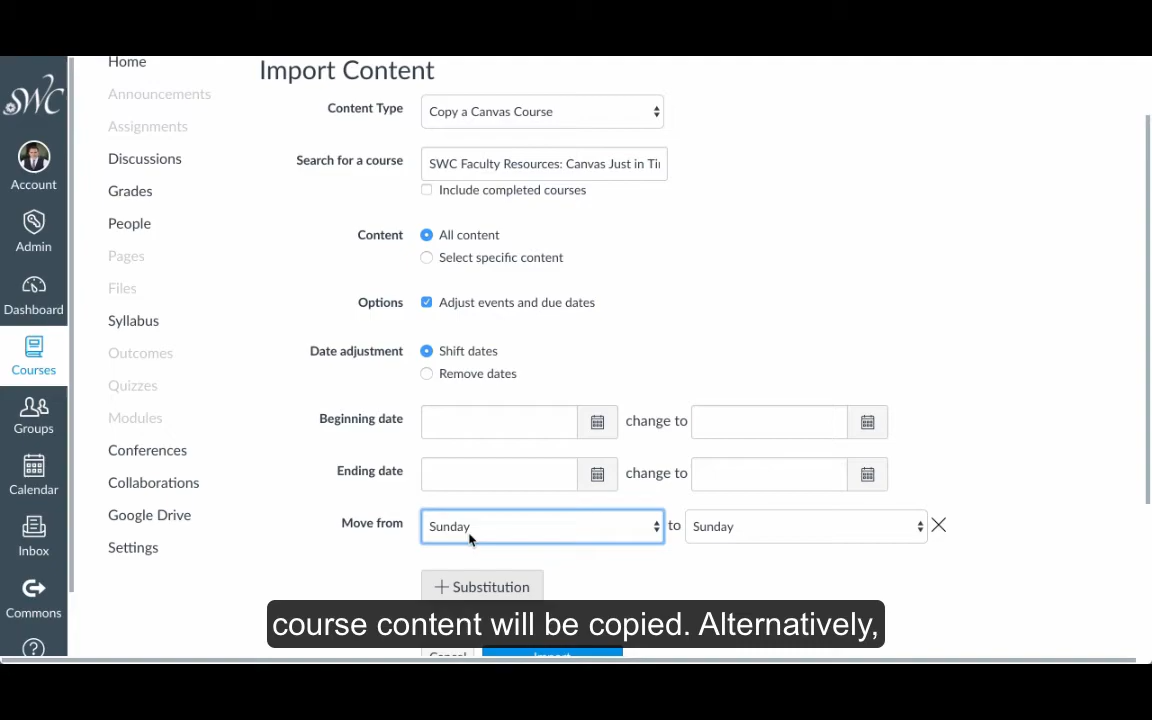 SWC
Account
Admin
Dashboard
Courses
Groups
Calendar
Inbox
Commons
Home
Announcements
Assignments
Discussions
Grades
People
Pages
Files
Syllabus
Outcomes
Quizzes
Modules
Conferences
Collaborations
Google Drive
Settings
Import Content
Content Type Copy a Canvas Course
Search for a course SWC Faculty Resources: Canvas Just in Ti
Include completed courses
Content All content
Select specific content
Options Adjust events and due dates
Date adjustment Shift dates
Remove dates
Beginning date change to
Ending date change to
Move from Sunday to Sunday
+ Substitution
Cancel Import
course content will be copied. Alternatively,